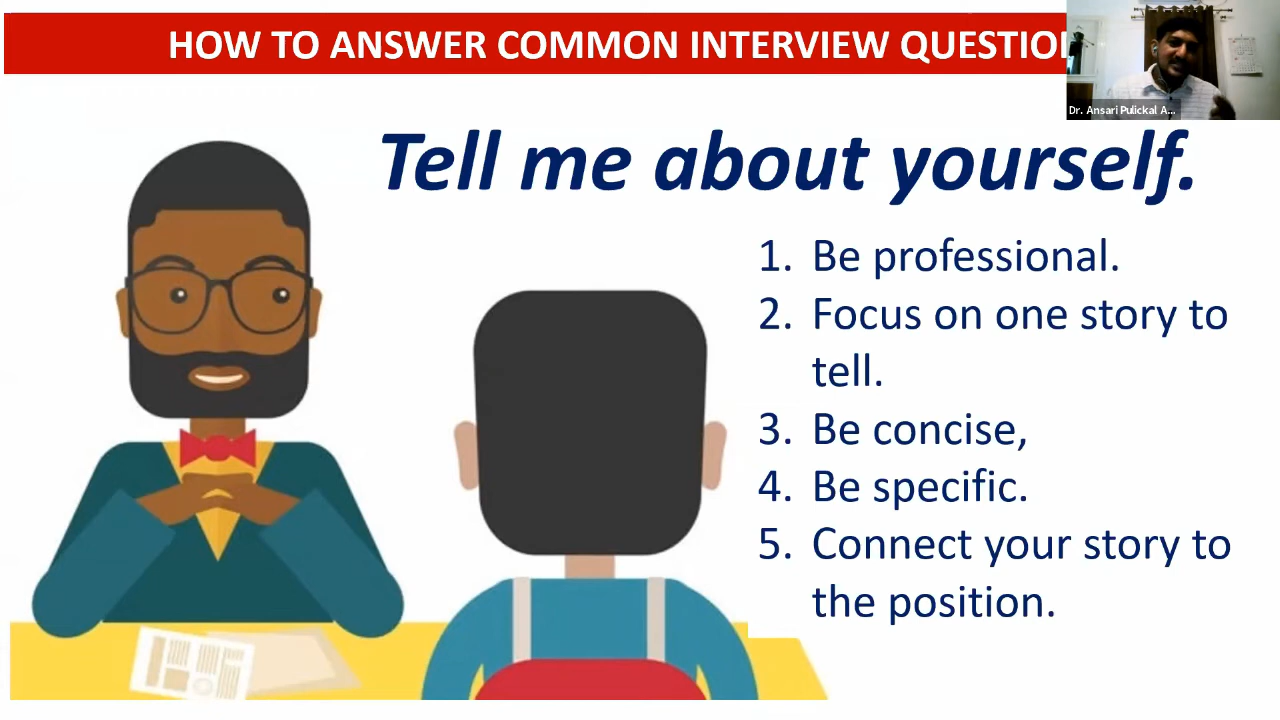 HOW TO ANSWER COMMON INTERVIEW QUESTIO
Dr. Ansari Pulickal A...
Tell me about yourself.
1. Be professional.
2. Focus on one story to
tell.
3. Be concise,
4. Be specific.
5. Connect your story to
the position.